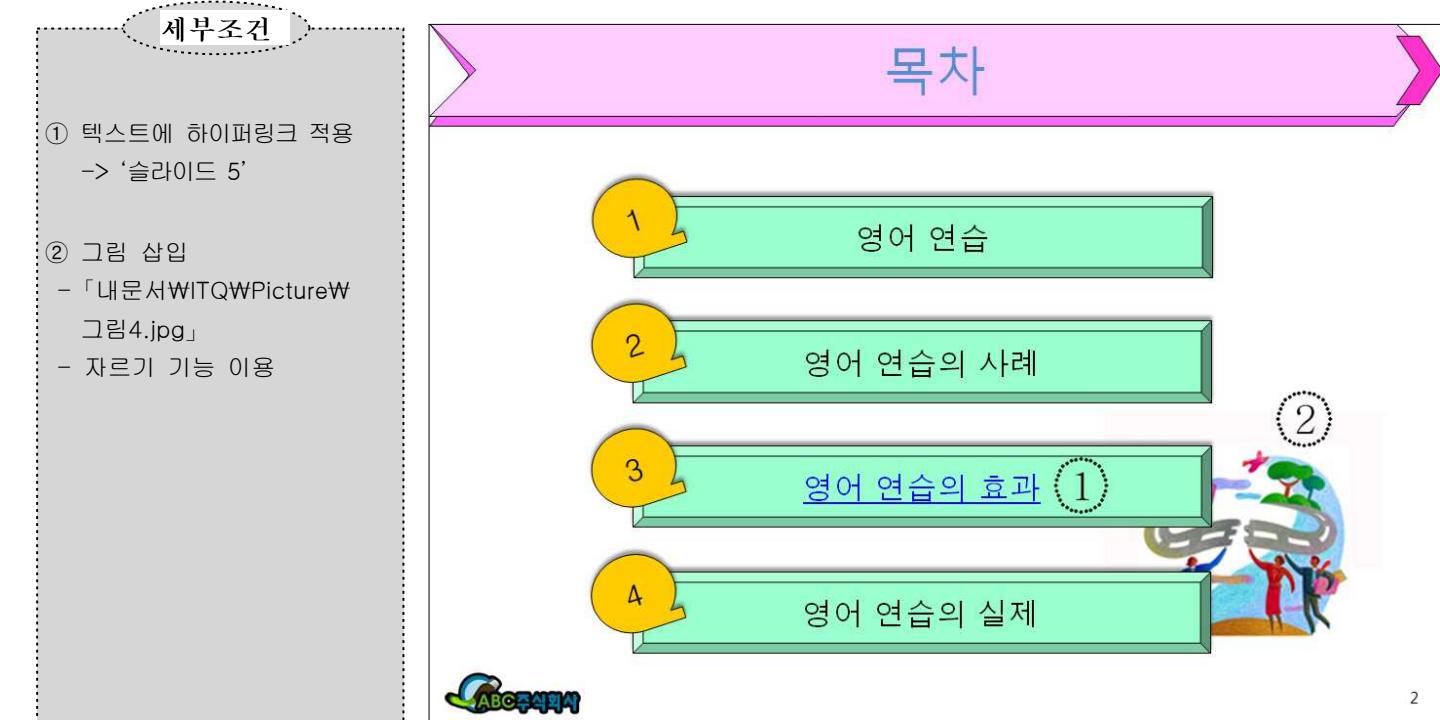 세부조건
① 텍스트에 하이퍼링크 적용
-> ‘슬라이드 5’
② 그림 삽입
-「내문서₩ITQ₩Picture₩
그림4.jpg」
- 자르기 기능 이용
목차
1
영어 연습
2
영어 연습의 사례
②
3
영어 연습의 효과 ①
4
영어 연습의 실제
ABC주식회사
2